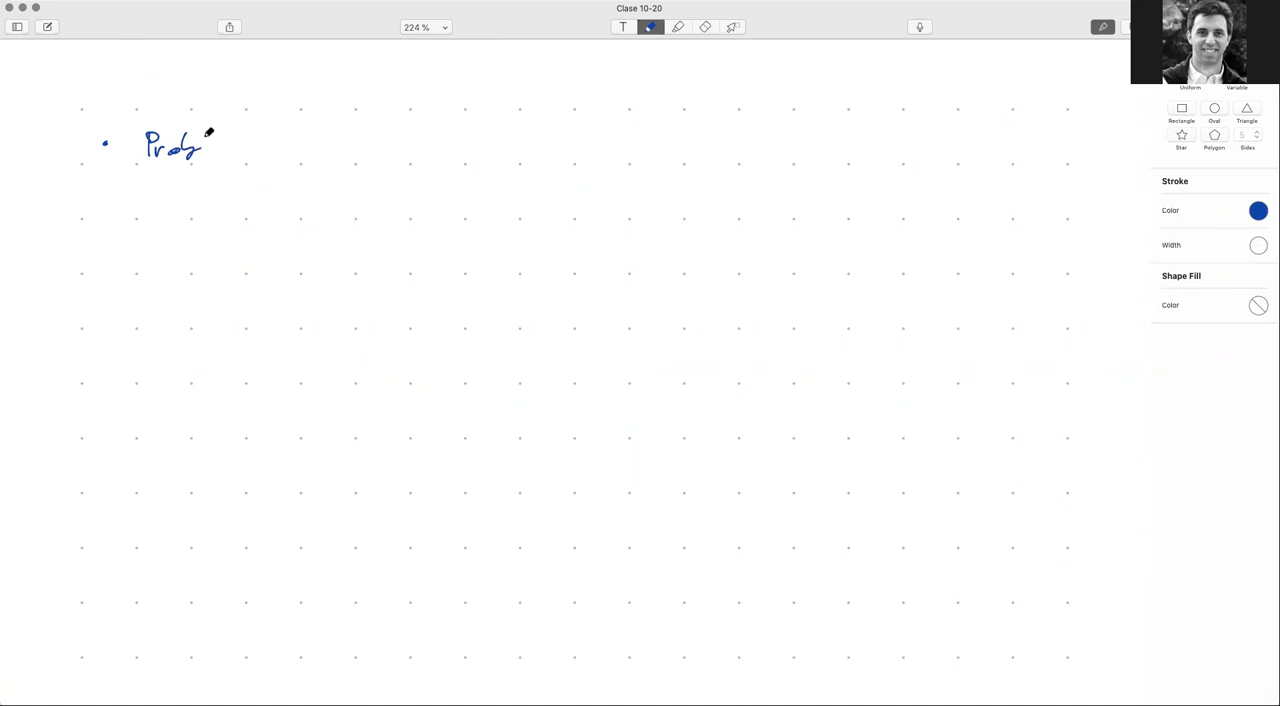 Clase 10-20
224 %
T
Uniform Variable
Rectangle Oval Triangle
5
Star Polygon Sides
Stroke
Color
Width
Shape Fill
Color
• Prob